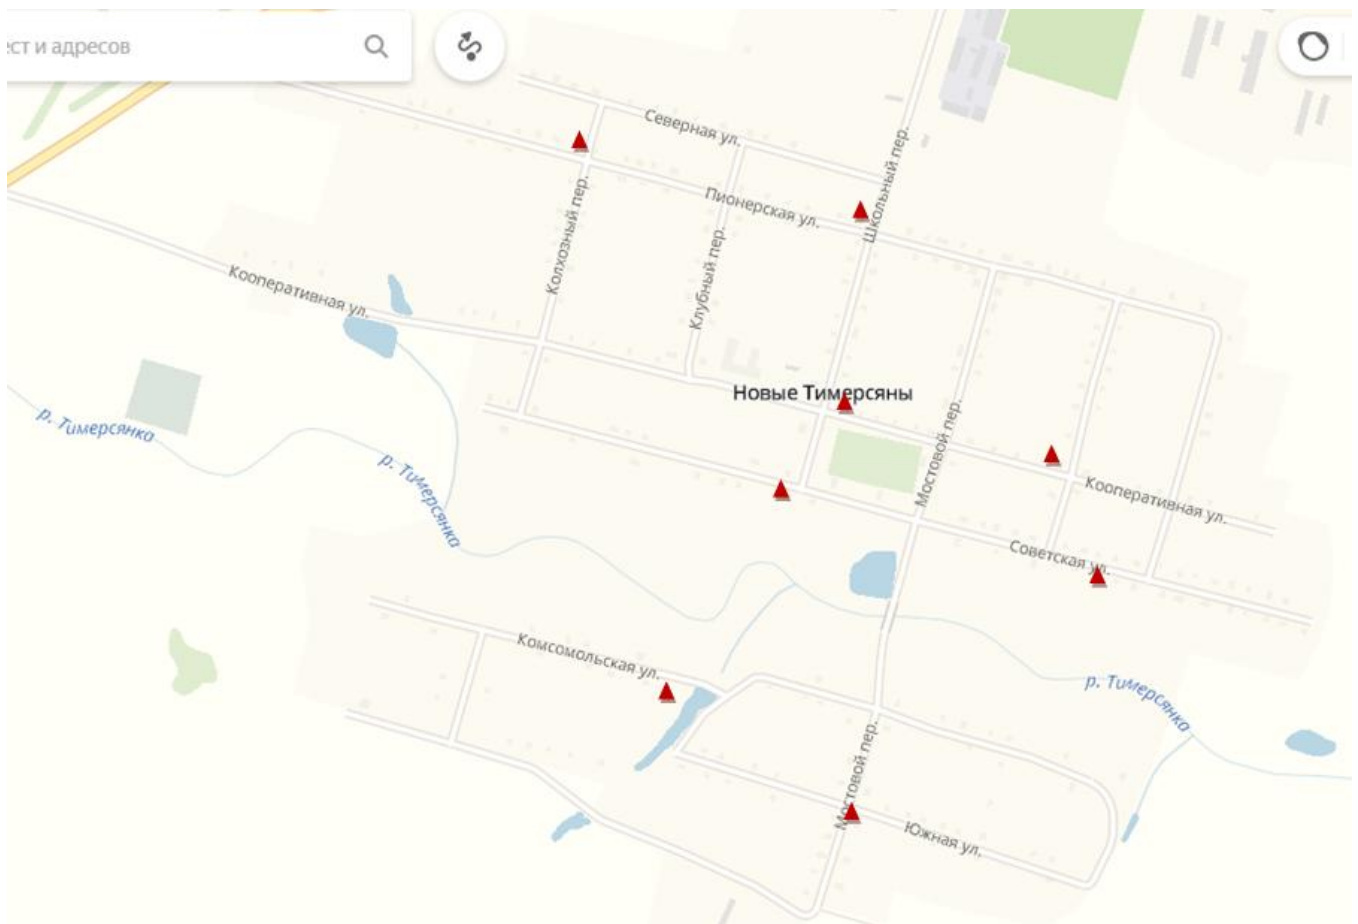 ест и адресов
Северная ул.
Пионерская ул.
Школьный пер.
Колхозный пер.
Клубный пер.
Кооперативная ул.
Новые Тимерсяны
р. Тимерсянка
р. Тимерсянка
Мостовой пер.
Кооперативная ул.
Советская ул.
Комсомольская ул.
р. Тимерсянка
Мостовой пер.
Южная ул.